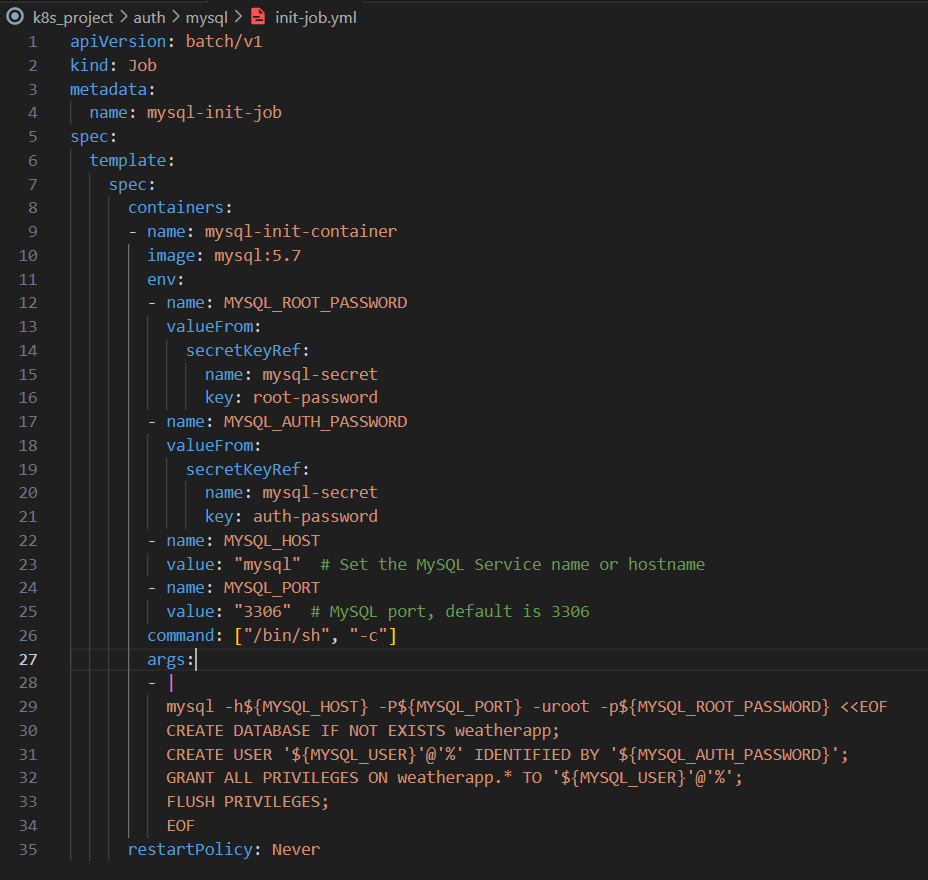 k8s_project > auth > mysql > init-job.yml
1 apiVersion: batch/v1
2 kind: Job
3 metadata:
4   name: mysql-init-job
5 spec:
6   template:
7     spec:
8       containers:
9       - name: mysql-init-container
10         image: mysql:5.7
11         env:
12         - name: MYSQL_ROOT_PASSWORD
13           valueFrom:
14             secretKeyRef:
15               name: mysql-secret
16               key: root-password
17         - name: MYSQL_AUTH_PASSWORD
18           valueFrom:
19             secretKeyRef:
20               name: mysql-secret
21               key: auth-password
22         - name: MYSQL_HOST
23           value: "mysql"  # Set the MySQL Service name or hostname
24         - name: MYSQL_PORT
25           value: "3306"  # MySQL port, default is 3306
26         command: ["/bin/sh", "-c"]
27         args:
28         - |
29           mysql -h${MYSQL_HOST} -P${MYSQL_PORT} -uroot -p${MYSQL_ROOT_PASSWORD} <<EOF
30           CREATE DATABASE IF NOT EXISTS weatherapp;
31           CREATE USER '${MYSQL_USER}'@'%' IDENTIFIED BY '${MYSQL_AUTH_PASSWORD}';
32           GRANT ALL PRIVILEGES ON weatherapp.* TO '${MYSQL_USER}'@'%';
33           FLUSH PRIVILEGES;
34           EOF
35       restartPolicy: Never